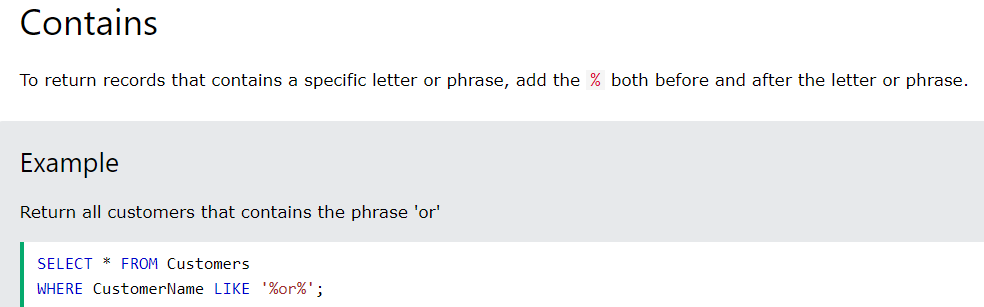 Contains
To return records that contains a specific letter or phrase, add the % both before and after the letter or phrase.
Example
Return all customers that contains the phrase 'or'
SELECT * FROM Customers
WHERE CustomerName LIKE '%or%';